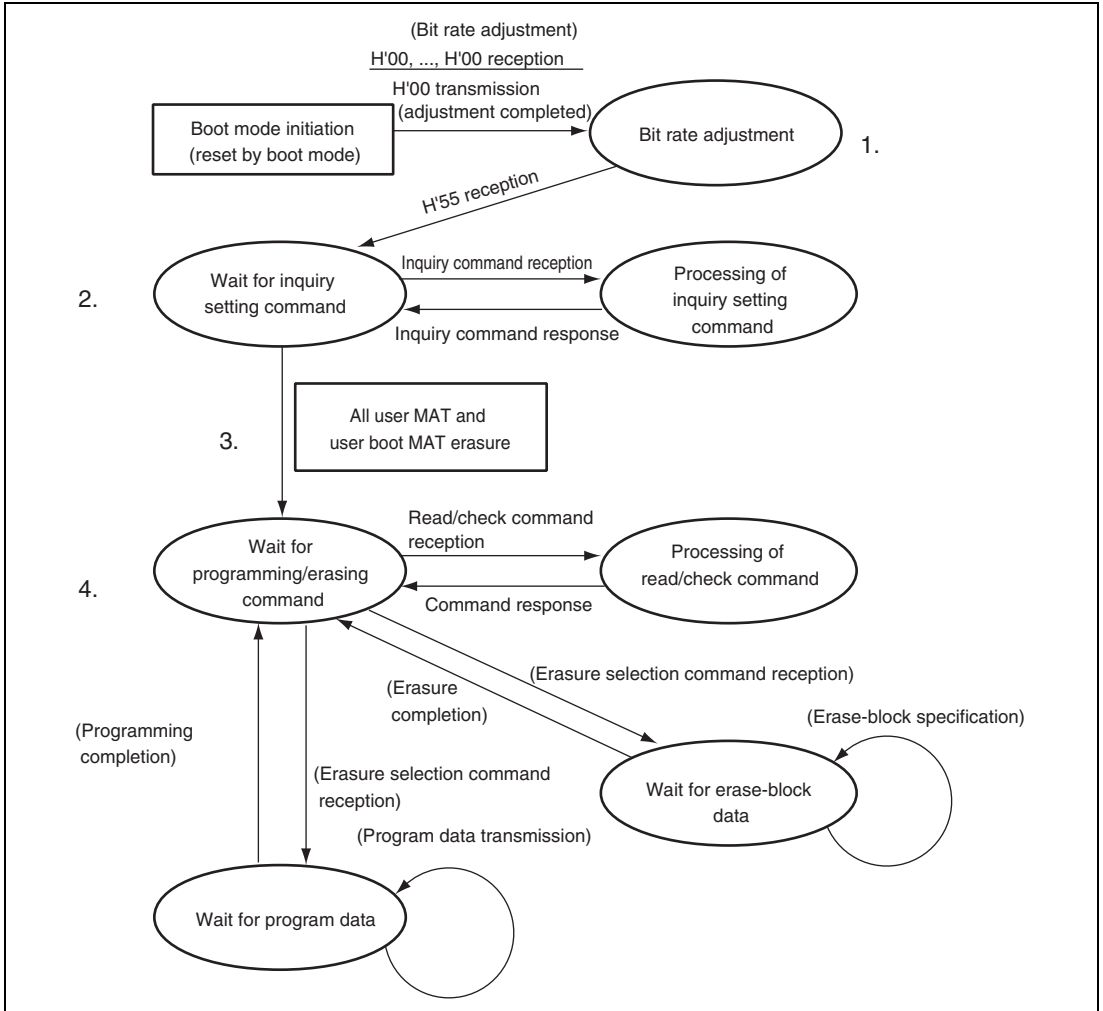 (Bit rate adjustment)
H'00, ..., H'00 reception
H'00 transmission
(adjustment completed)
Boot mode initiation
(reset by boot mode)
Bit rate adjustment
1.
H'55 reception
2.
Wait for inquiry
setting command
Inquiry command reception
Inquiry command response
Processing of
inquiry setting
command
3.
All user MAT and
user boot MAT erasure
4.
Wait for
programming/erasing
command
Read/check command
reception
Command response
Processing of
read/check command
(Erasure selection command reception)
(Erasure
completion)
(Erase-block specification)
(Programming
completion)
Wait for erase-block
data
(Erasure selection command
reception)
(Program data transmission)
Wait for program data